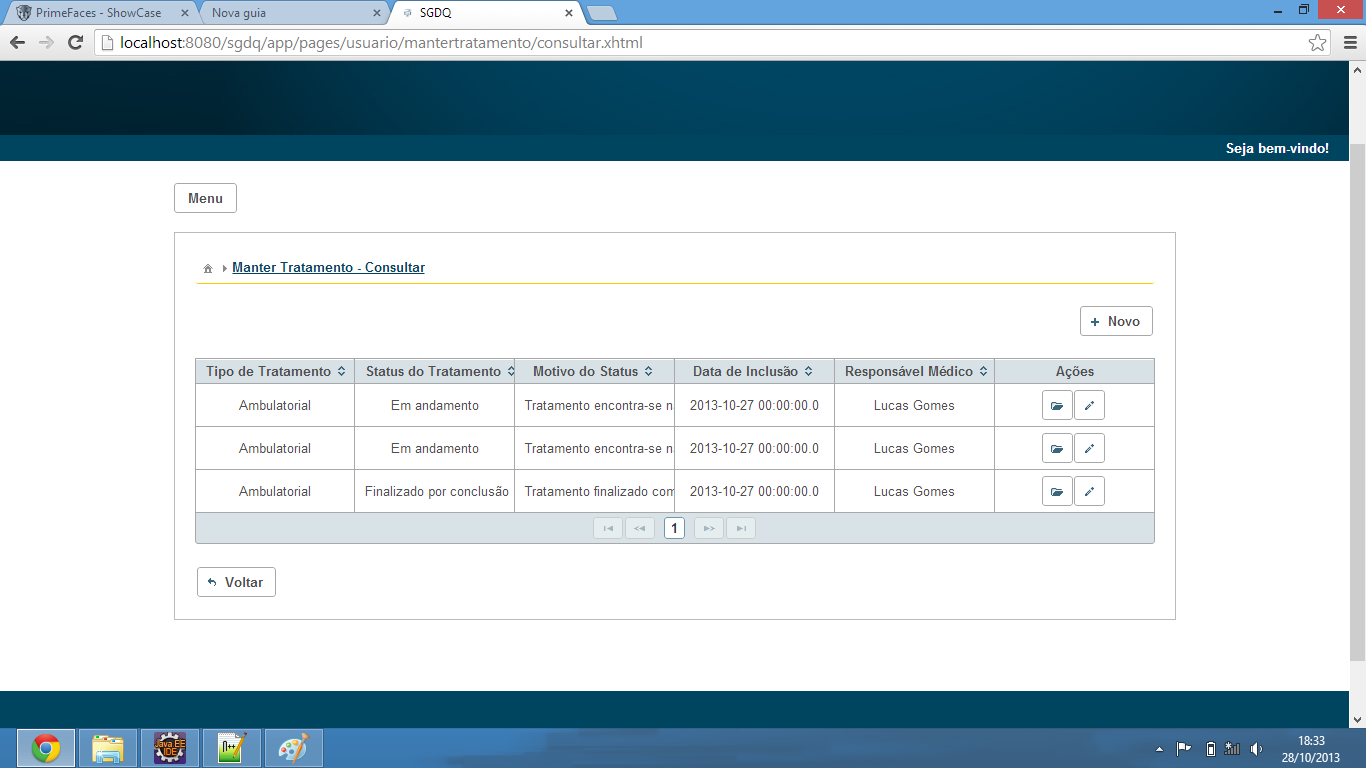 PrimeFaces - ShowCase
Nova guia
SGDQ
localhost:8080/sgdq/app/pages/usuario/mantertratamento/consultar.xhtml
Seja bem-vindo!
Menu
Manter Tratamento - Consultar
+ Novo
Tipo de Tratamento Status do Tratamento Motivo do Status Data de Inclusão Responsável Médico Ações
Ambulatorial Em andamento Tratamento encontra-se n 2013-10-27 00:00:00.0 Lucas Gomes
Ambulatorial Em andamento Tratamento encontra-se n 2013-10-27 00:00:00.0 Lucas Gomes
Ambulatorial Finalizado por conclusão Tratamento finalizado com 2013-10-27 00:00:00.0 Lucas Gomes
1
Voltar
Java EE
IDE
N++
18:33
28/10/2013